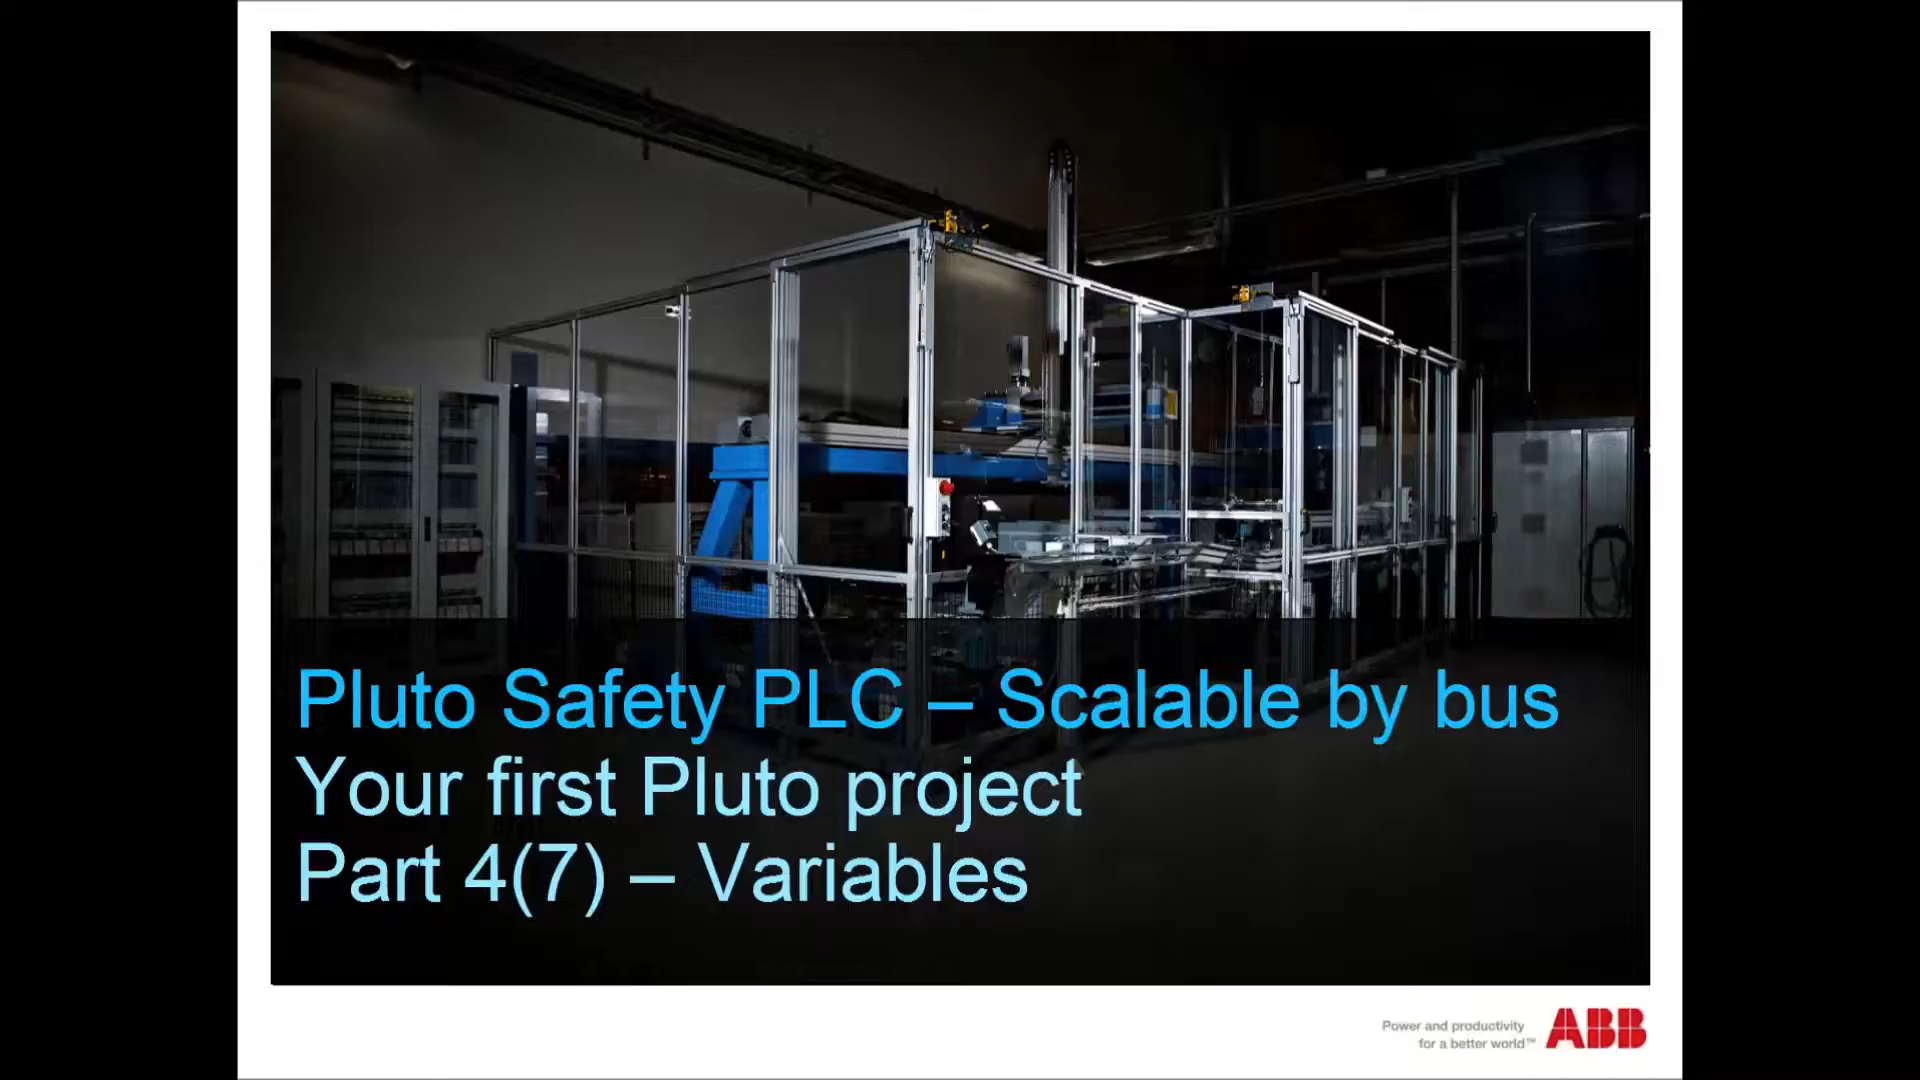 Pluto Safety PLC – Scalable by bus
Your first Pluto project
Part 4(7) – Variables
Power and productivity
for a better world™
ABB